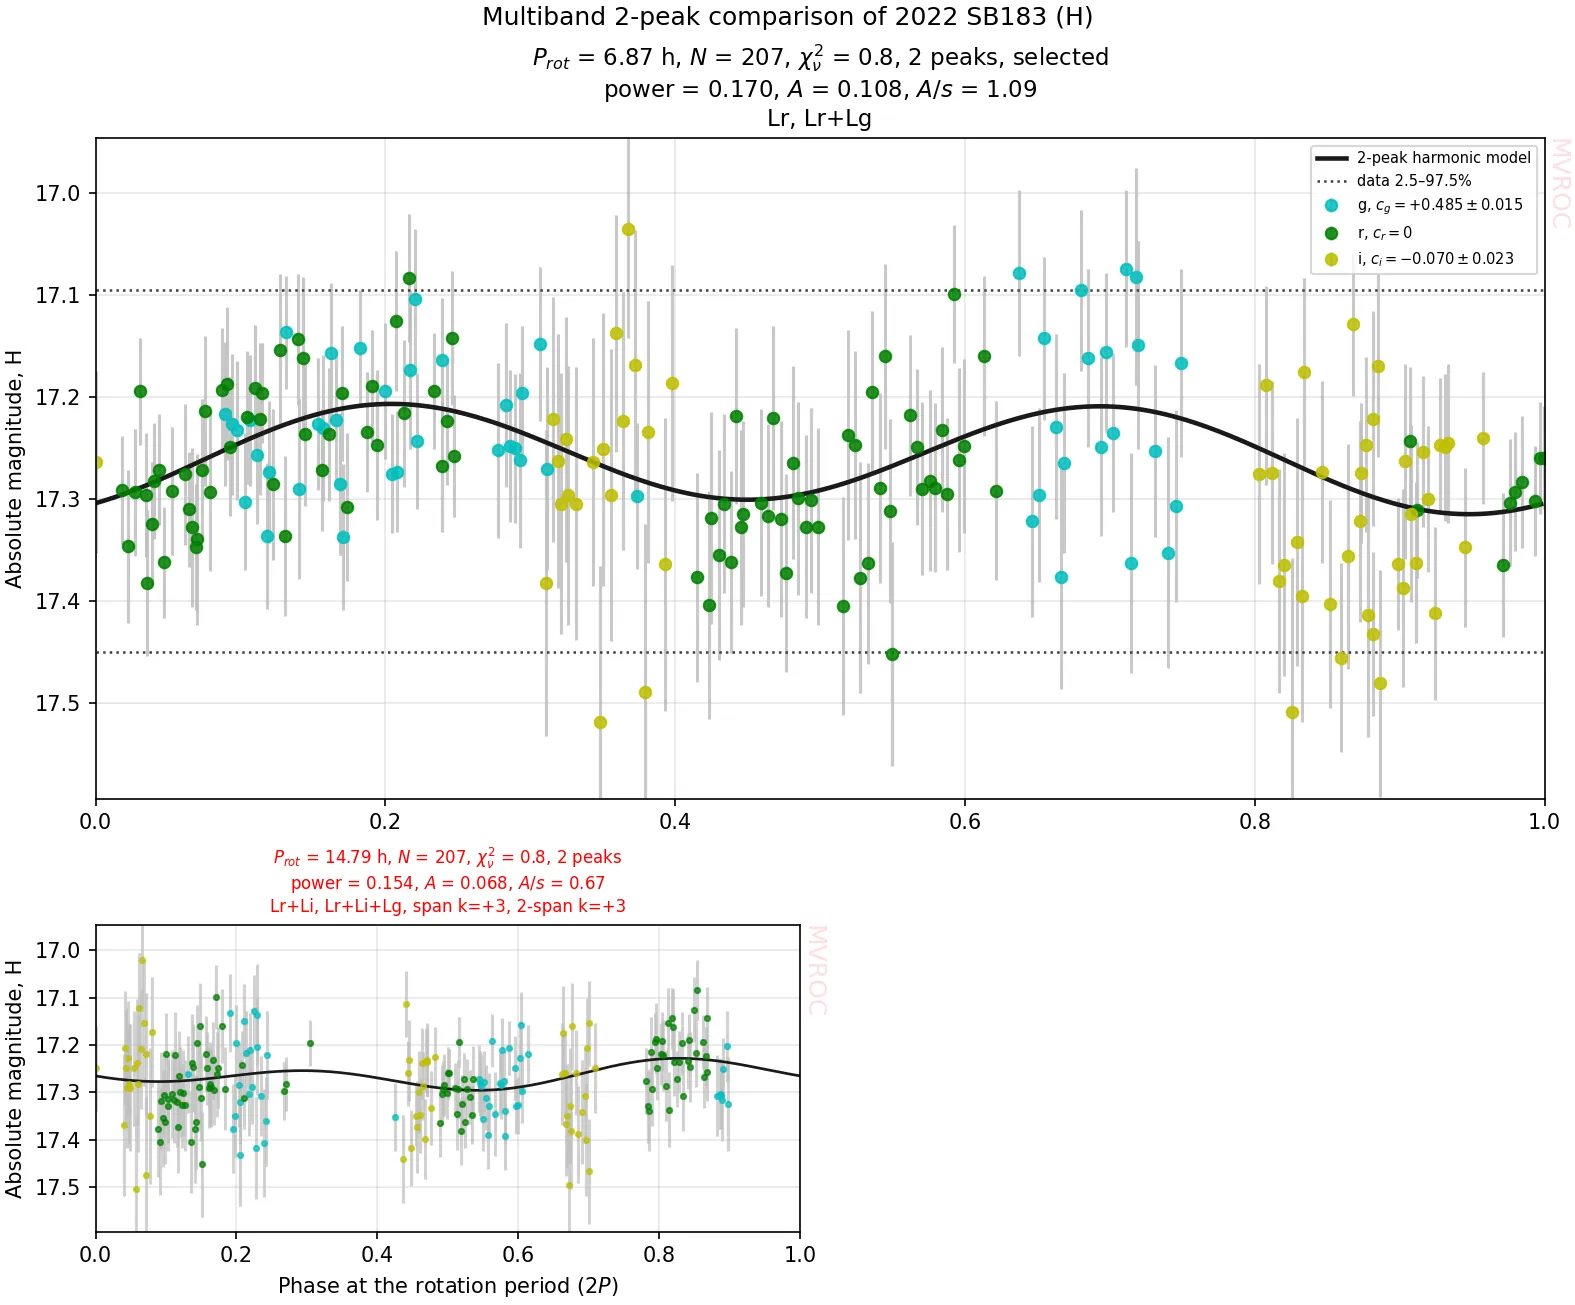 Multiband 2-peak comparison of 2022 SB183 (H)
P_rot = 6.87 h, N = 207, χ²_ν = 0.8, 2 peaks, selected
power = 0.170, A = 0.108, A/s = 1.09
Lr, Lr+Lg
MVROC
2-peak harmonic model
data 2.5–97.5%
g, c_g = +0.485 ± 0.015
r, c_r = 0
i, c_i = −0.070 ± 0.023
Absolute magnitude, H
17.0
17.1
17.2
17.3
17.4
17.5
0.0 0.2 0.4 0.6 0.8 1.0
P_rot = 14.79 h, N = 207, χ²_ν = 0.8, 2 peaks
power = 0.154, A = 0.068, A/s = 0.67
Lr+Li, Lr+Li+Lg, span k=+3, 2-span k=+3
MVROC
Absolute magnitude, H
17.0
17.1
17.2
17.3
17.4
17.5
0.0 0.2 0.4 0.6 0.8 1.0
Phase at the rotation period (2P)